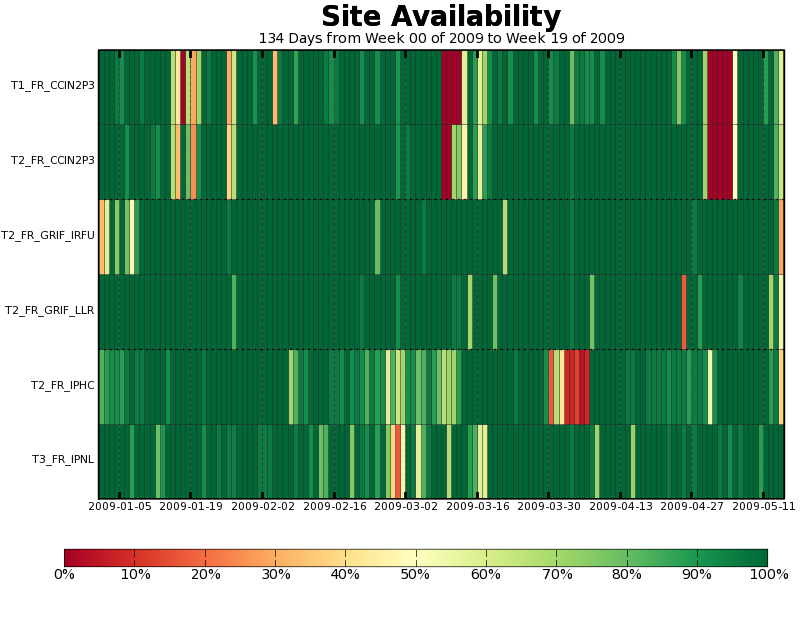 Site Availability
134 Days from Week 00 of 2009 to Week 19 of 2009
T1_FR_CCIN2P3
T2_FR_CCIN2P3
T2_FR_GRIF_IRFU
T2_FR_GRIF_LLR
T2_FR_IPHC
T3_FR_IPNL
2009-01-05 2009-01-19 2009-02-02 2009-02-16 2009-03-02 2009-03-16 2009-03-30 2009-04-13 2009-04-27 2009-05-11
0% 10% 20% 30% 40% 50% 60% 70% 80% 90% 100%